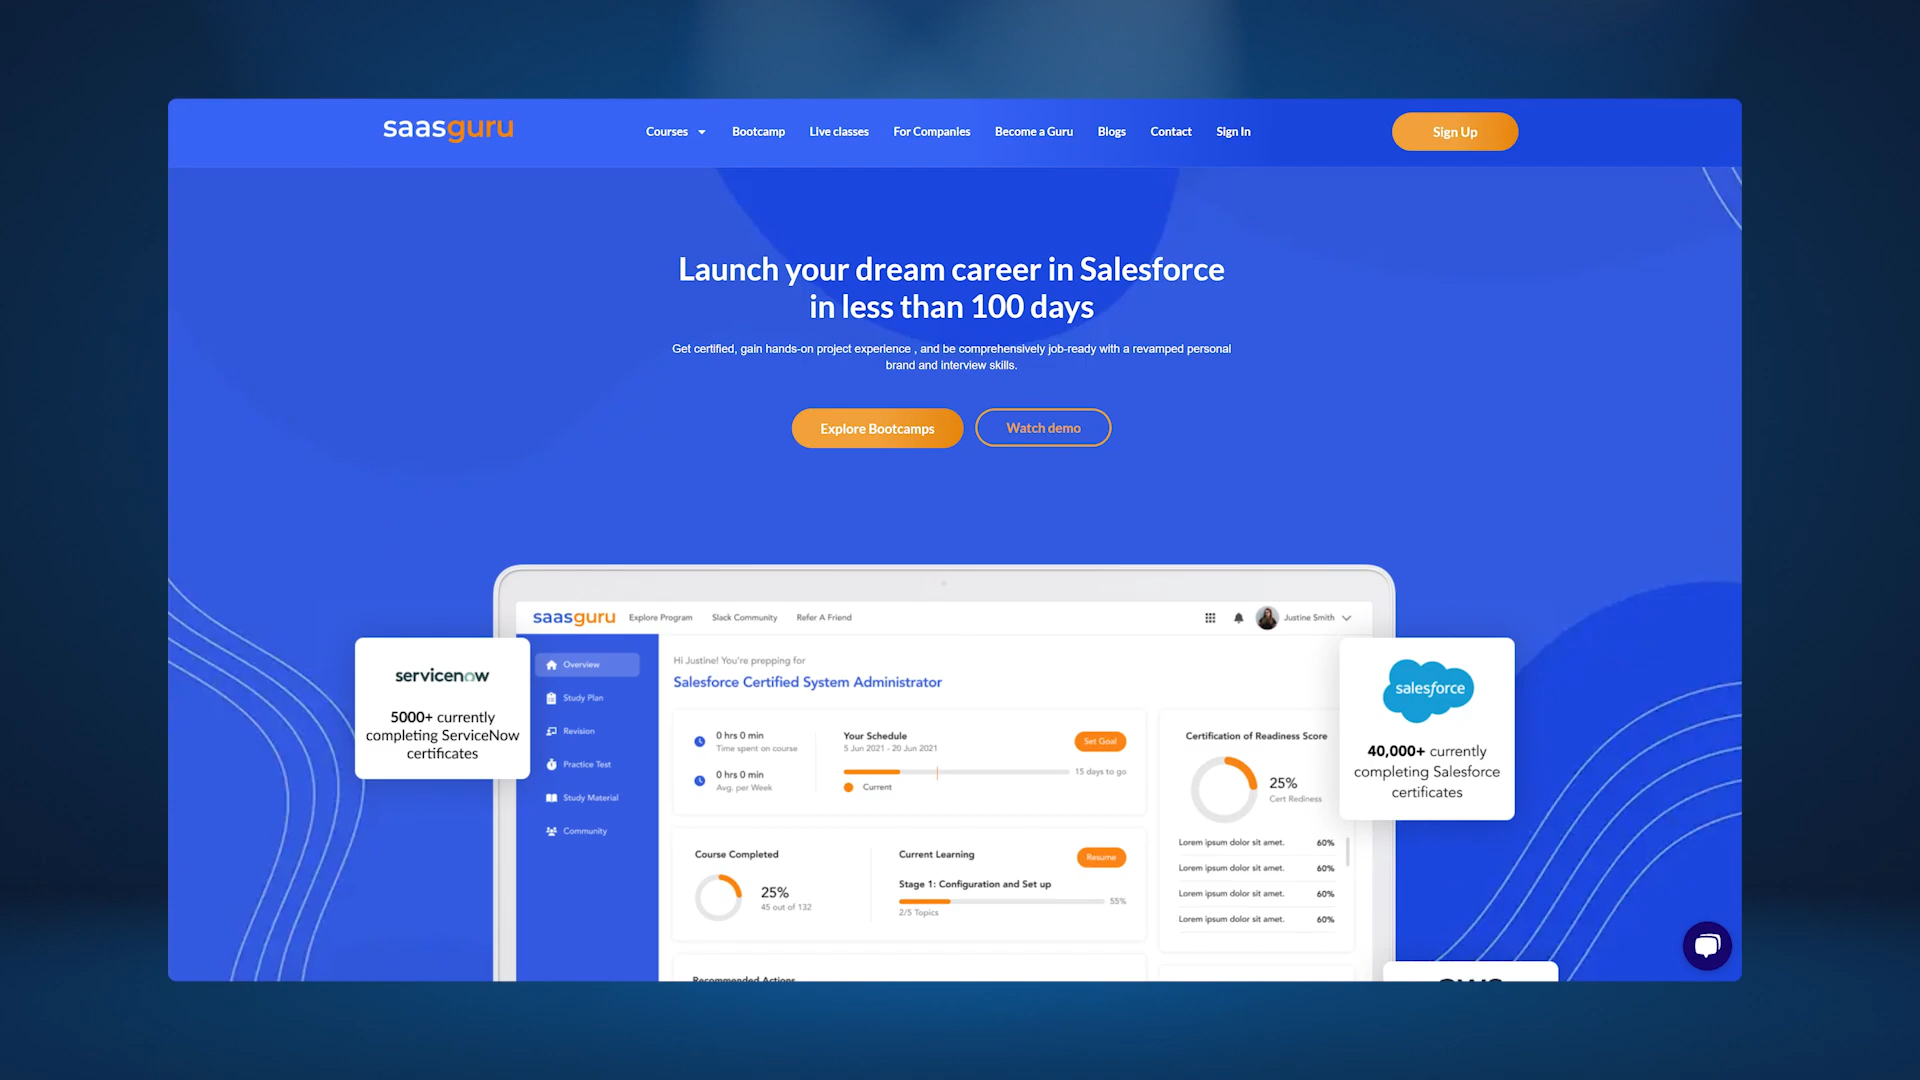 saasguru
Courses
Bootcamp
Live classes
For Companies
Become a Guru
Blogs
Contact
Sign In
Sign Up
Launch your dream career in Salesforce
in less than 100 days
Get certified, gain hands-on project experience , and be comprehensively job-ready with a revamped personal
brand and interview skills.
Explore Bootcamps
Watch demo
saasguru
Explore Program
Slack Community
Refer A Friend
Justine Smith
servicenow
5000+ currently
completing ServiceNow
certificates
Overview
Study Plan
Revision
Practice Test
Study Material
Community
Hi Justine! You're prepping for
Salesforce Certified System Administrator
0 hrs 0 min
Time spent on course
0 hrs 0 min
Avg. per Week
Your Schedule
5 Jun 2021 - 20 Jun 2021
Set Goal
15 days to go
Current
Course Completed
25%
45 out of 132
Current Learning
Resume
Stage 1: Configuration and Set up
55%
2/5 Topics
Recommended Actions
Certification of Readiness Score
25%
Cert Rediness
Lorem ipsum dolor sit amet. 60%
Lorem ipsum dolor sit amet. 60%
Lorem ipsum dolor sit amet. 60%
Lorem ipsum dolor sit amet. 60%
salesforce
40,000+ currently
completing Salesforce
certificates